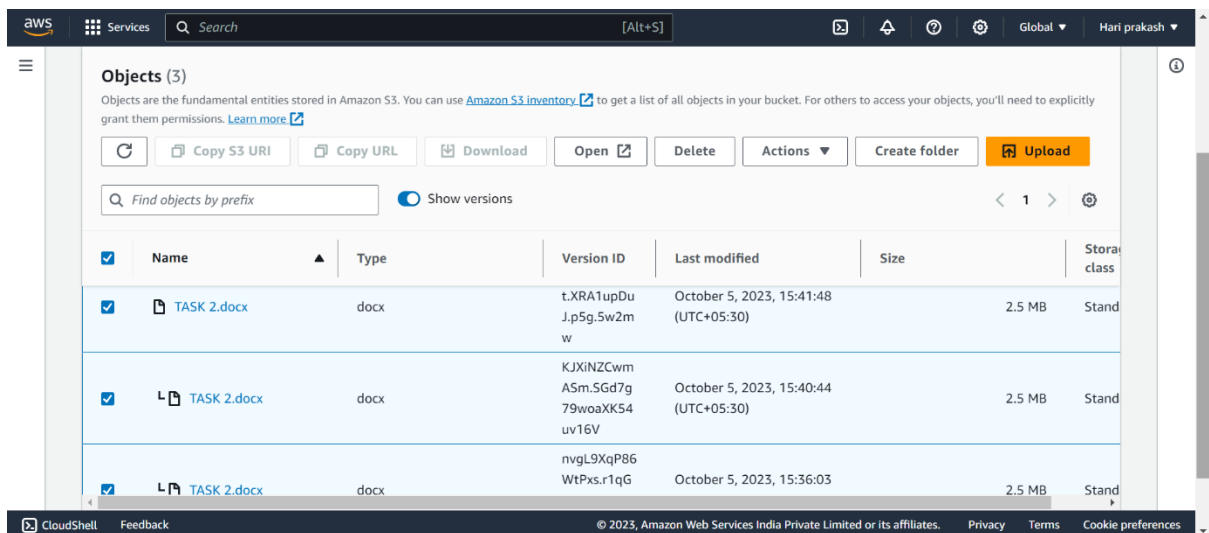 aws Services Search [Alt+S] Global ▼ Hari prakash ▼
Objects (3)
Objects are the fundamental entities stored in Amazon S3. You can use Amazon S3 inventory to get a list of all objects in your bucket. For others to access your objects, you'll need to explicitly
grant them permissions. Learn more
Copy S3 URI Copy URL Download Open Delete Actions ▼ Create folder Upload
Find objects by prefix Show versions < 1 >
Name ▲ Type Version ID Last modified Size Storag
class
TASK 2.docx docx t.XRA1upDu October 5, 2023, 15:41:48 2.5 MB Stand
J.p5g.5w2m (UTC+05:30)
w
KJXiNZCwm
TASK 2.docx docx ASm.SGd7g October 5, 2023, 15:40:44 2.5 MB Stand
79woaXK54 (UTC+05:30)
uv16V
nvgL9XqP86
WtPxs.r1qG October 5, 2023, 15:36:03
TASK 2.docx docx 2.5 MB Stand
CloudShell Feedback © 2023, Amazon Web Services India Private Limited or its affiliates. Privacy Terms Cookie preferences